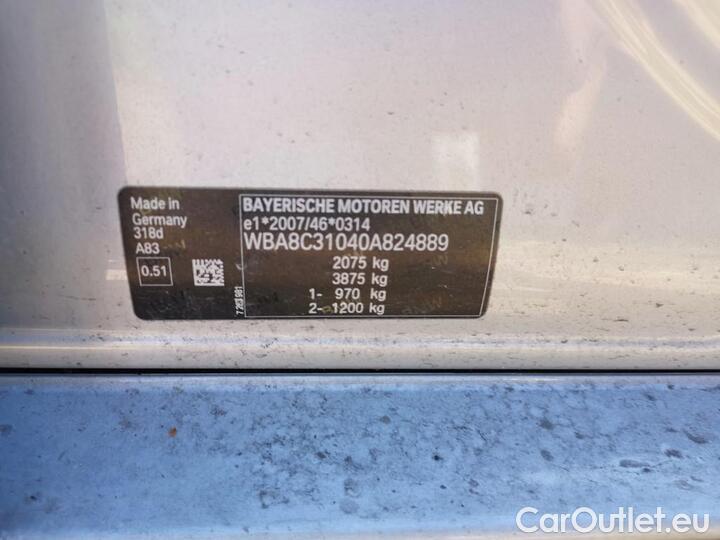 Made in
Germany
318d
A83
0.51
BAYERISCHE MOTOREN WERKE AG
e1*2007/46*0314
WBA8C31040A824889
2075 kg
3875 kg
1- 970 kg
2- 1200 kg
CarOutlet.eu